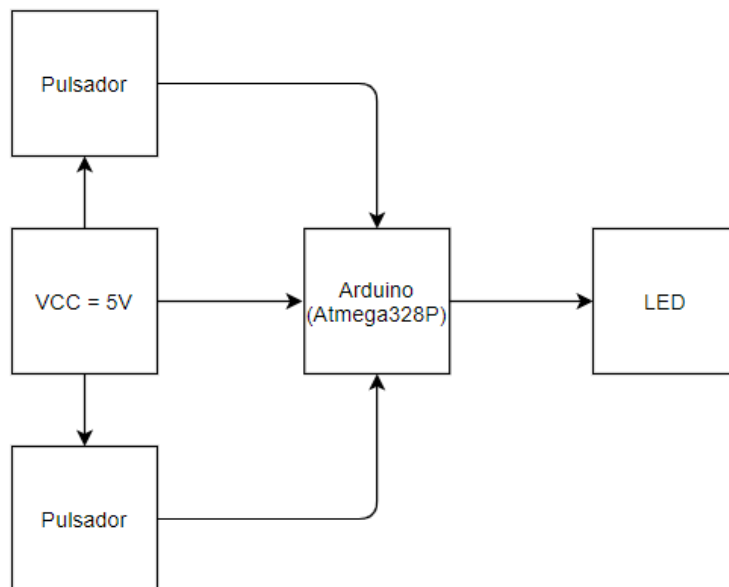 Pulsador
VCC = 5V
Arduino
(Atmega328P)
LED
Pulsador